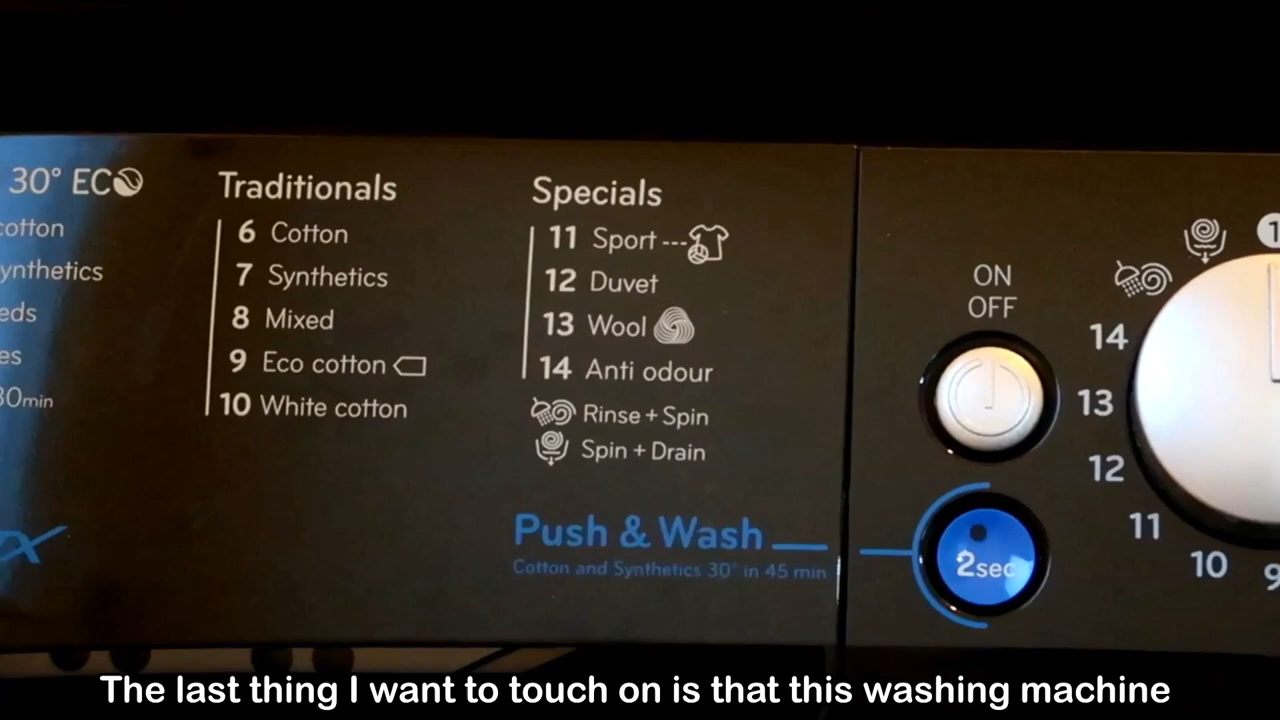 30° ECO
cotton
ynthetics
eds
es
30min
Traditionals
6 Cotton
7 Synthetics
8 Mixed
9 Eco cotton
10 White cotton
Specials
11 Sport
12 Duvet
13 Wool
14 Anti odour
Rinse + Spin
Spin + Drain
Push & Wash
Cotton and Synthetics 30° in 45 min
ON
OFF
2sec
1
14
13
12
11
10
9
The last thing I want to touch on is that this washing machine